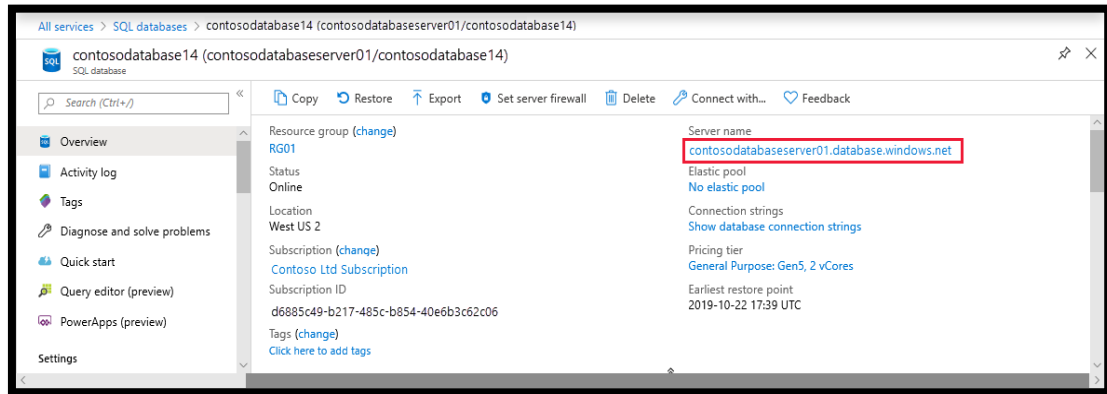 All services > SQL databases > contosodatabase14 (contosodatabaseserver01/contosodatabase14)
contosodatabase14 (contosodatabaseserver01/contosodatabase14)
SQL database
Search (Ctrl+/)
Overview
Activity log
Tags
Diagnose and solve problems
Quick start
Query editor (preview)
PowerApps (preview)
Settings
Copy Restore Export Set server firewall Delete Connect with... Feedback
Resource group (change)
RG01
Status
Online
Location
West US 2
Subscription (change)
Contoso Ltd Subscription
Subscription ID
d6885c49-b217-485c-b854-40e6b3c62c06
Tags (change)
Click here to add tags
Server name
contosodatabaseserver01.database.windows.net
Elastic pool
No elastic pool
Connection strings
Show database connection strings
Pricing tier
General Purpose: Gen5, 2 vCores
Earliest restore point
2019-10-22 17:39 UTC